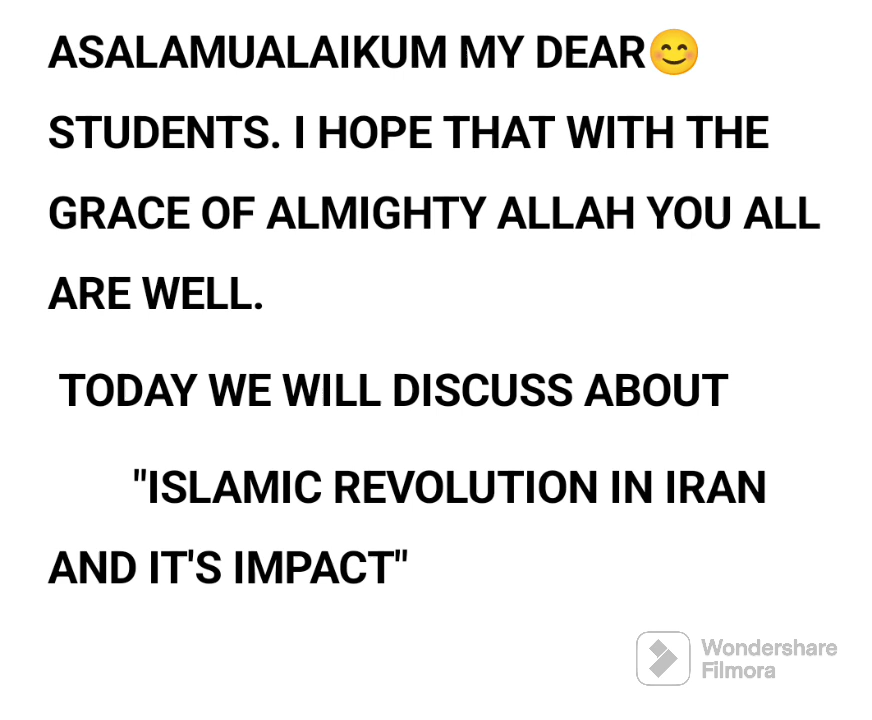 ASALAMUALAIKUM MY DEAR😊
STUDENTS. I HOPE THAT WITH THE
GRACE OF ALMIGHTY ALLAH YOU ALL
ARE WELL.
TODAY WE WILL DISCUSS ABOUT
"ISLAMIC REVOLUTION IN IRAN
AND IT'S IMPACT"
Wondershare
Filmora